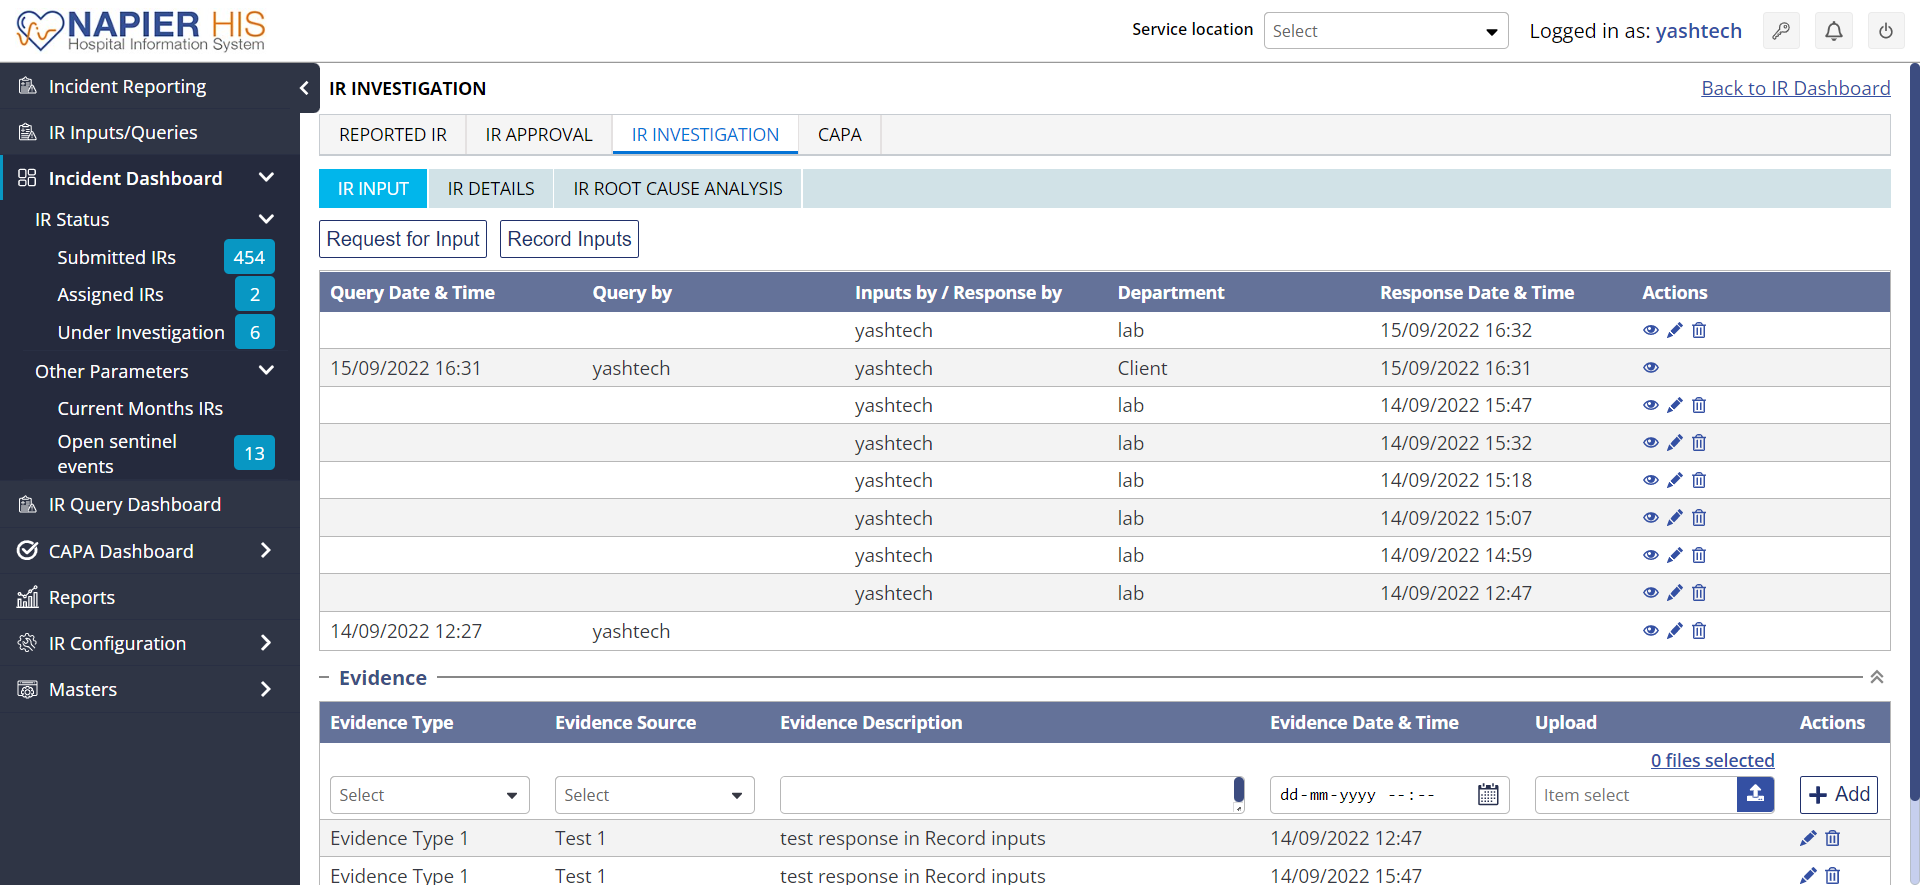 NAPIER HIS
Hospital Information System
Service location
Select
Logged in as: yashtech
Incident Reporting
IR Inputs/Queries
Incident Dashboard
IR Status
Submitted IRs 454
Assigned IRs 2
Under Investigation 6
Other Parameters
Current Months IRs
Open sentinel
events 13
IR Query Dashboard
CAPA Dashboard
Reports
IR Configuration
Masters
IR INVESTIGATION
Back to IR Dashboard
REPORTED IR IR APPROVAL IR INVESTIGATION CAPA
IR INPUT IR DETAILS IR ROOT CAUSE ANALYSIS
Request for Input Record Inputs
Query Date & Time Query by Inputs by / Response by Department Response Date & Time Actions
yashtech lab 15/09/2022 16:32
15/09/2022 16:31 yashtech yashtech Client 15/09/2022 16:31
yashtech lab 14/09/2022 15:47
yashtech lab 14/09/2022 15:32
yashtech lab 14/09/2022 15:18
yashtech lab 14/09/2022 15:07
yashtech lab 14/09/2022 14:59
yashtech lab 14/09/2022 12:47
14/09/2022 12:27 yashtech
Evidence
Evidence Type Evidence Source Evidence Description Evidence Date & Time Upload Actions
0 files selected
Select Select dd-mm-yyyy --:-- Item select + Add
Evidence Type 1 Test 1 test response in Record inputs 14/09/2022 12:47
Evidence Type 1 Test 1 test response in Record inputs 14/09/2022 15:47